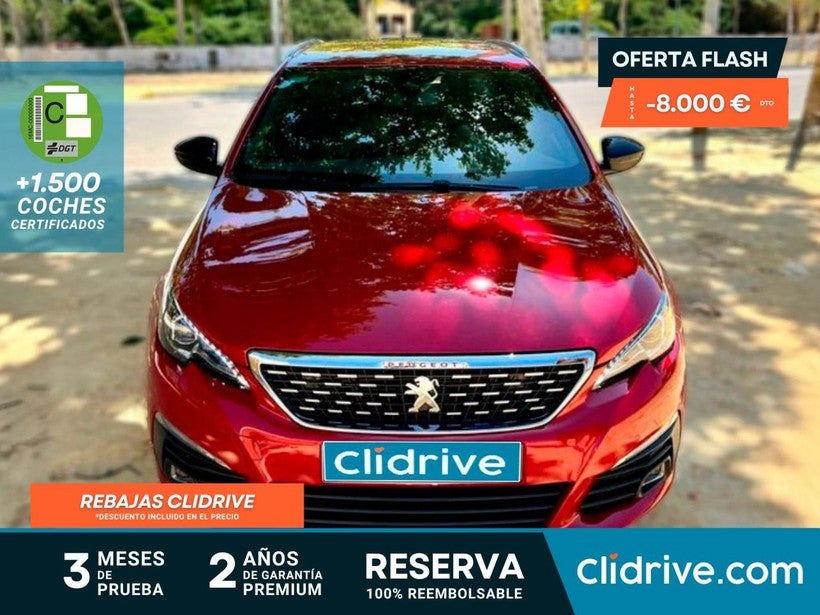 OFERTA FLASH
HASTA
-8.000 € DTO
C
DGT
+1.500
COCHES
CERTIFICADOS
PEUGEOT
Clidrive
REBAJAS CLIDRIVE
*DESCUENTO INCLUIDO EN EL PRECIO
3 MESES
DE
PRUEBA
2 AÑOS
DE GARANTÍA
PREMIUM
RESERVA
100% REEMBOLSABLE
Clidrive.com